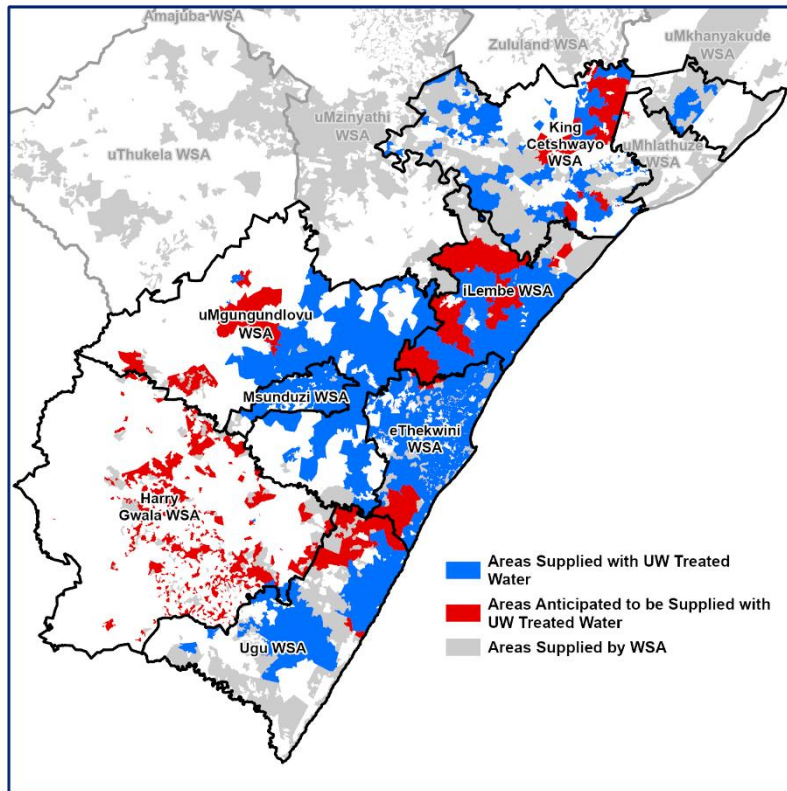 Amajuba WSA
Zululand WSA
uMkhanyakude
WSA
uMzinyathi
WSA
uThukela WSA
King
Cetshwayo
WSA
uMhlathuze
WSA
iLembe WSA
uMgungundlovu
WSA
Msunduzi WSA
eThekwini
WSA
Harry
Gwala WSA
Ugu WSA
Areas Supplied with UW Treated
Water
Areas Anticipated to be Supplied with
UW Treated Water
Areas Supplied by WSA